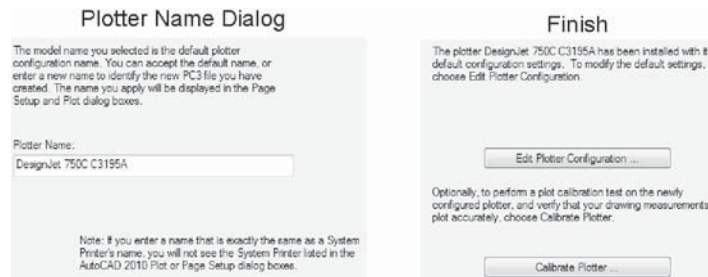 Plotter Name Dialog
The model name you selected is the default plotter
configuration name. You can accept the default name, or
enter a new name to identify the new PC3 file you have
created. The name you apply will be displayed in the Page
Setup and Plot dialog boxes.
Plotter Name:
DesignJet 750C C3195A
Note: If you enter a name that is exactly the same as a System
Printer's name, you will not see the System Printer listed in the
AutoCAD 2010 Plot or Page Setup dialog boxes.
Finish
The plotter DesignJet 750C C3195A has been installed with it
default configuration settings. To modify the default settings,
choose Edit Plotter Configuration.
Edit Plotter Configuration ...
Optionally, to perform a plot calibration test on the newly
configured plotter, and verify that your drawing measurements
plot accurately, choose Calibrate Plotter.
Calibrate Plotter ...